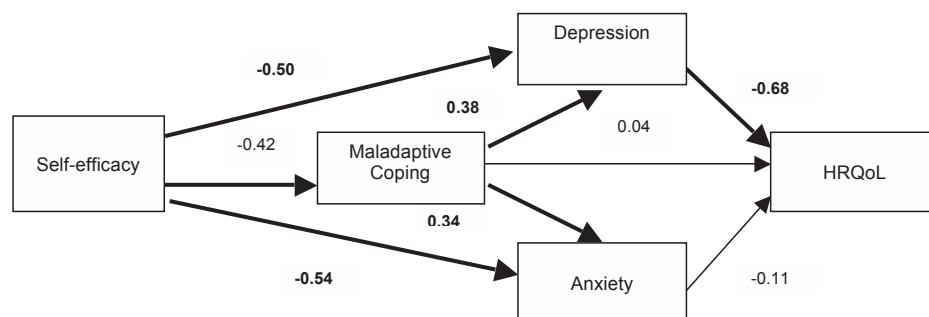 Depression
-0.50
-0.68
0.38
0.04
-0.42
Self-efficacy
Maladaptive
Coping
HRQoL
0.34
-0.54
Anxiety
-0.11